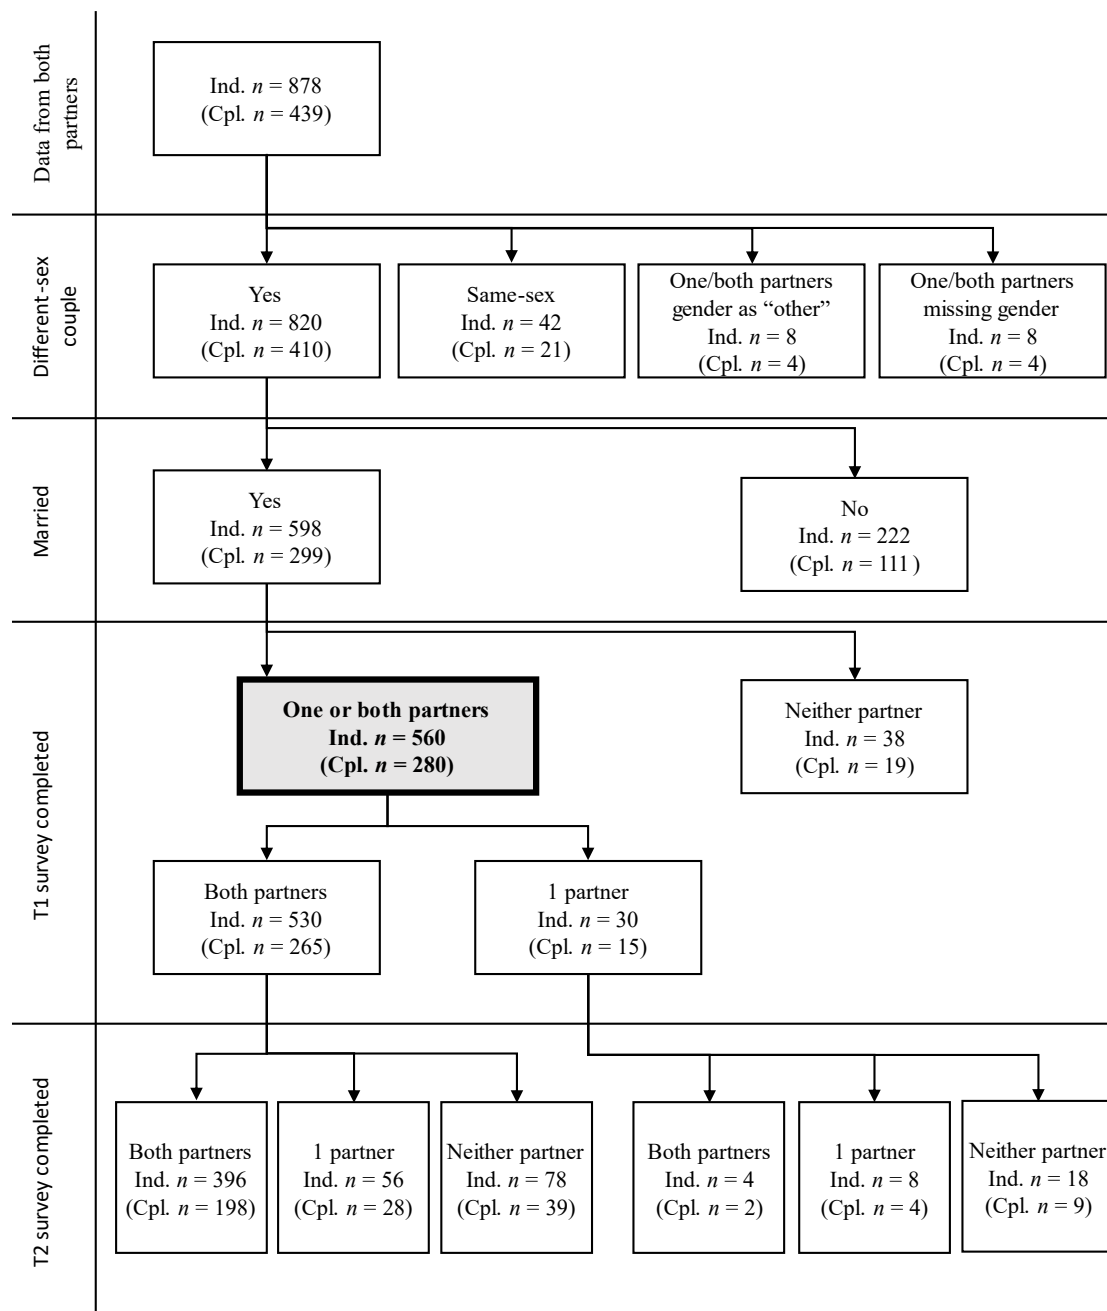 Data from both
partners
Ind. n = 878
(Cpl. n = 439)
Different-sex
couple
Yes
Ind. n = 820
(Cpl. n = 410)
Same-sex
Ind. n = 42
(Cpl. n = 21)
One/both partners
gender as “other”
Ind. n = 8
(Cpl. n = 4)
One/both partners
missing gender
Ind. n = 8
(Cpl. n = 4)
Married
Yes
Ind. n = 598
(Cpl. n = 299)
No
Ind. n = 222
(Cpl. n = 111)
T1 survey completed
One or both partners
Ind. n = 560
(Cpl. n = 280)
Neither partner
Ind. n = 38
(Cpl. n = 19)
Both partners
Ind. n = 530
(Cpl. n = 265)
1 partner
Ind. n = 30
(Cpl. n = 15)
T2 survey completed
Both partners
Ind. n = 396
(Cpl. n = 198)
1 partner
Ind. n = 56
(Cpl. n = 28)
Neither partner
Ind. n = 78
(Cpl. n = 39)
Both partners
Ind. n = 4
(Cpl. n = 2)
1 partner
Ind. n = 8
(Cpl. n = 4)
Neither partner
Ind. n = 18
(Cpl. n = 9)